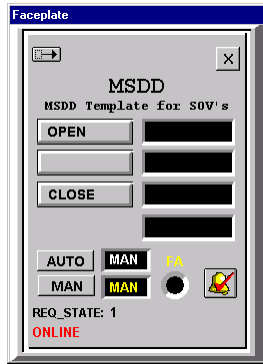 Faceplate
X
MSDD
MSDD Template for SOV's
OPEN
CLOSE
AUTO MAN FA
MAN MAN
REQ_STATE: 1
ONLINE